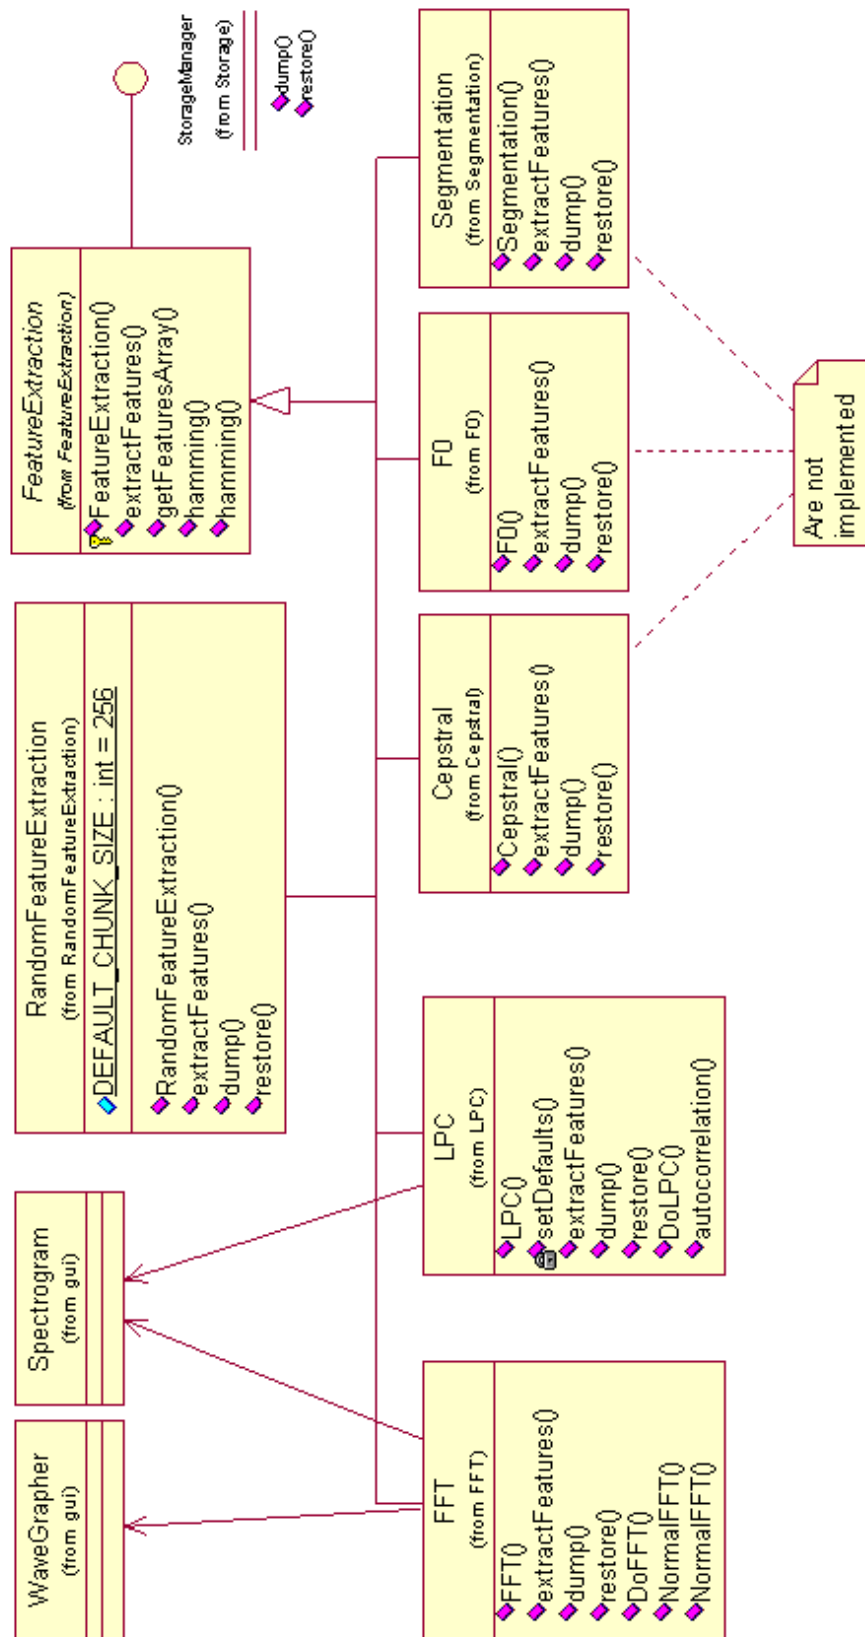 WaveGrapher
(from gui)
Spectrogram
(from gui)
RandomFeatureExtraction
(from RandomFeatureExtraction)
DEFAULT_CHUNK_SIZE : int = 256
RandomFeatureExtraction()
extractFeatures()
dump()
restore()
FeatureExtraction
(from FeatureExtraction)
FeatureExtraction()
extractFeatures()
getFeaturesArray()
hamming()
hamming()
StorageManager
(from Storage)
dump()
restore()
FFT
(from FFT)
FFT()
extractFeatures()
dump()
restore()
DoFFT()
NormalFFT()
NormalFFT()
LPC
(from LPC)
LPC()
setDefaults()
extractFeatures()
dump()
restore()
DoLPC()
autocorrelation()
Cepstral
(from Cepstral)
Cepstral()
extractFeatures()
dump()
restore()
F0
(from F0)
F0()
extractFeatures()
dump()
restore()
Segmentation
(from Segmentation)
Segmentation()
extractFeatures()
dump()
restore()
Are not
implemented